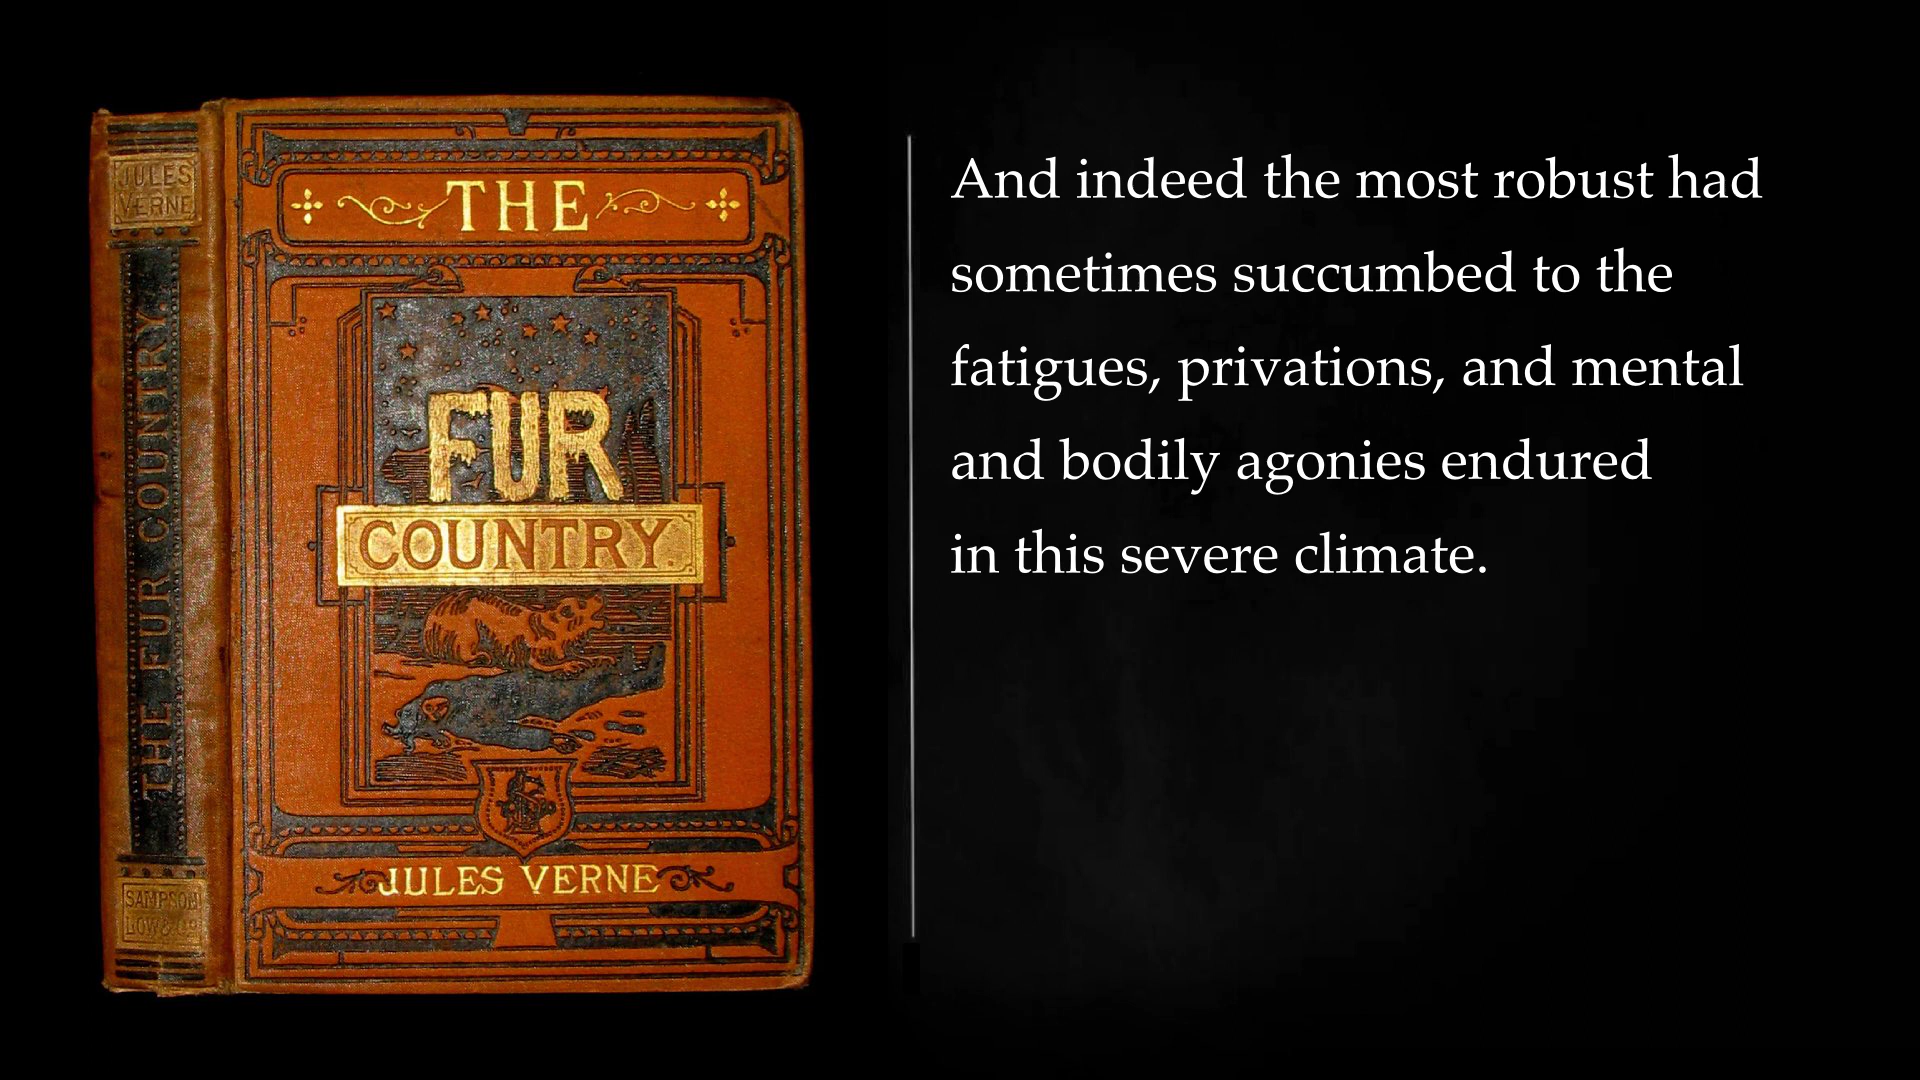 JULES
VERNE
THE FUR COUNTRY.
SAMPSON
LOW & Co
THE
FUR
COUNTRY.
JULES VERNE
And indeed the most robust had
sometimes succumbed to the
fatigues, privations, and mental
and bodily agonies endured
in this severe climate.